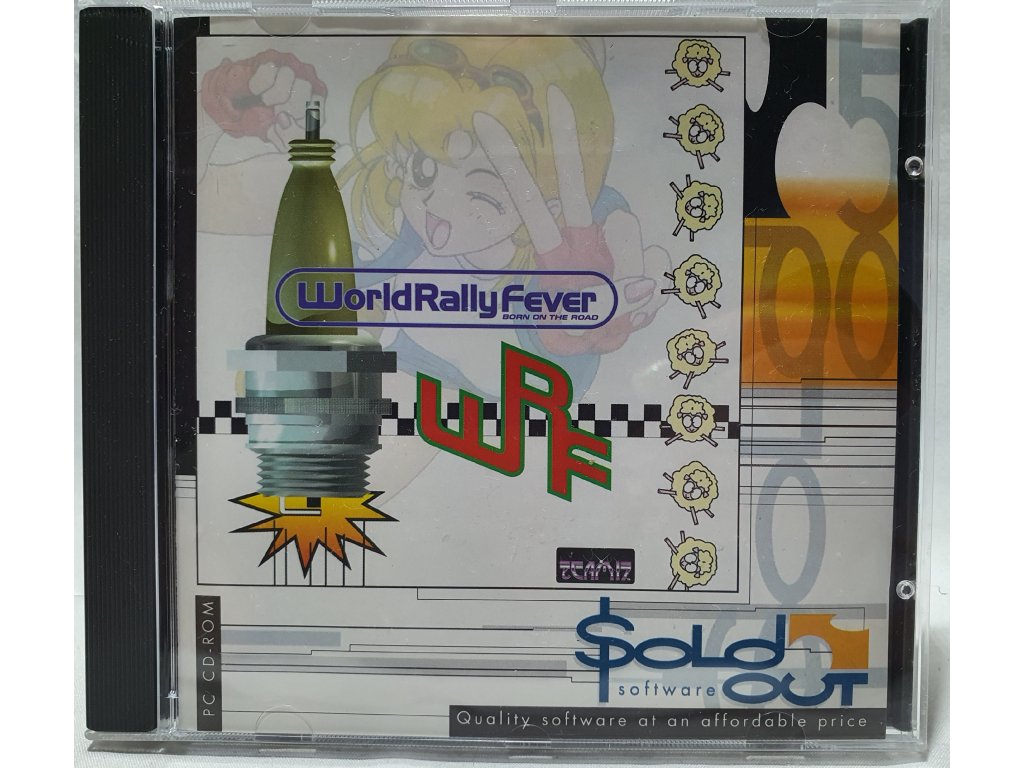 WorldRallyFever
BORN ON THE ROAD
WRF
TEAM17
PC CD-ROM
$OLD
software OUT
Quality software at an affordable price